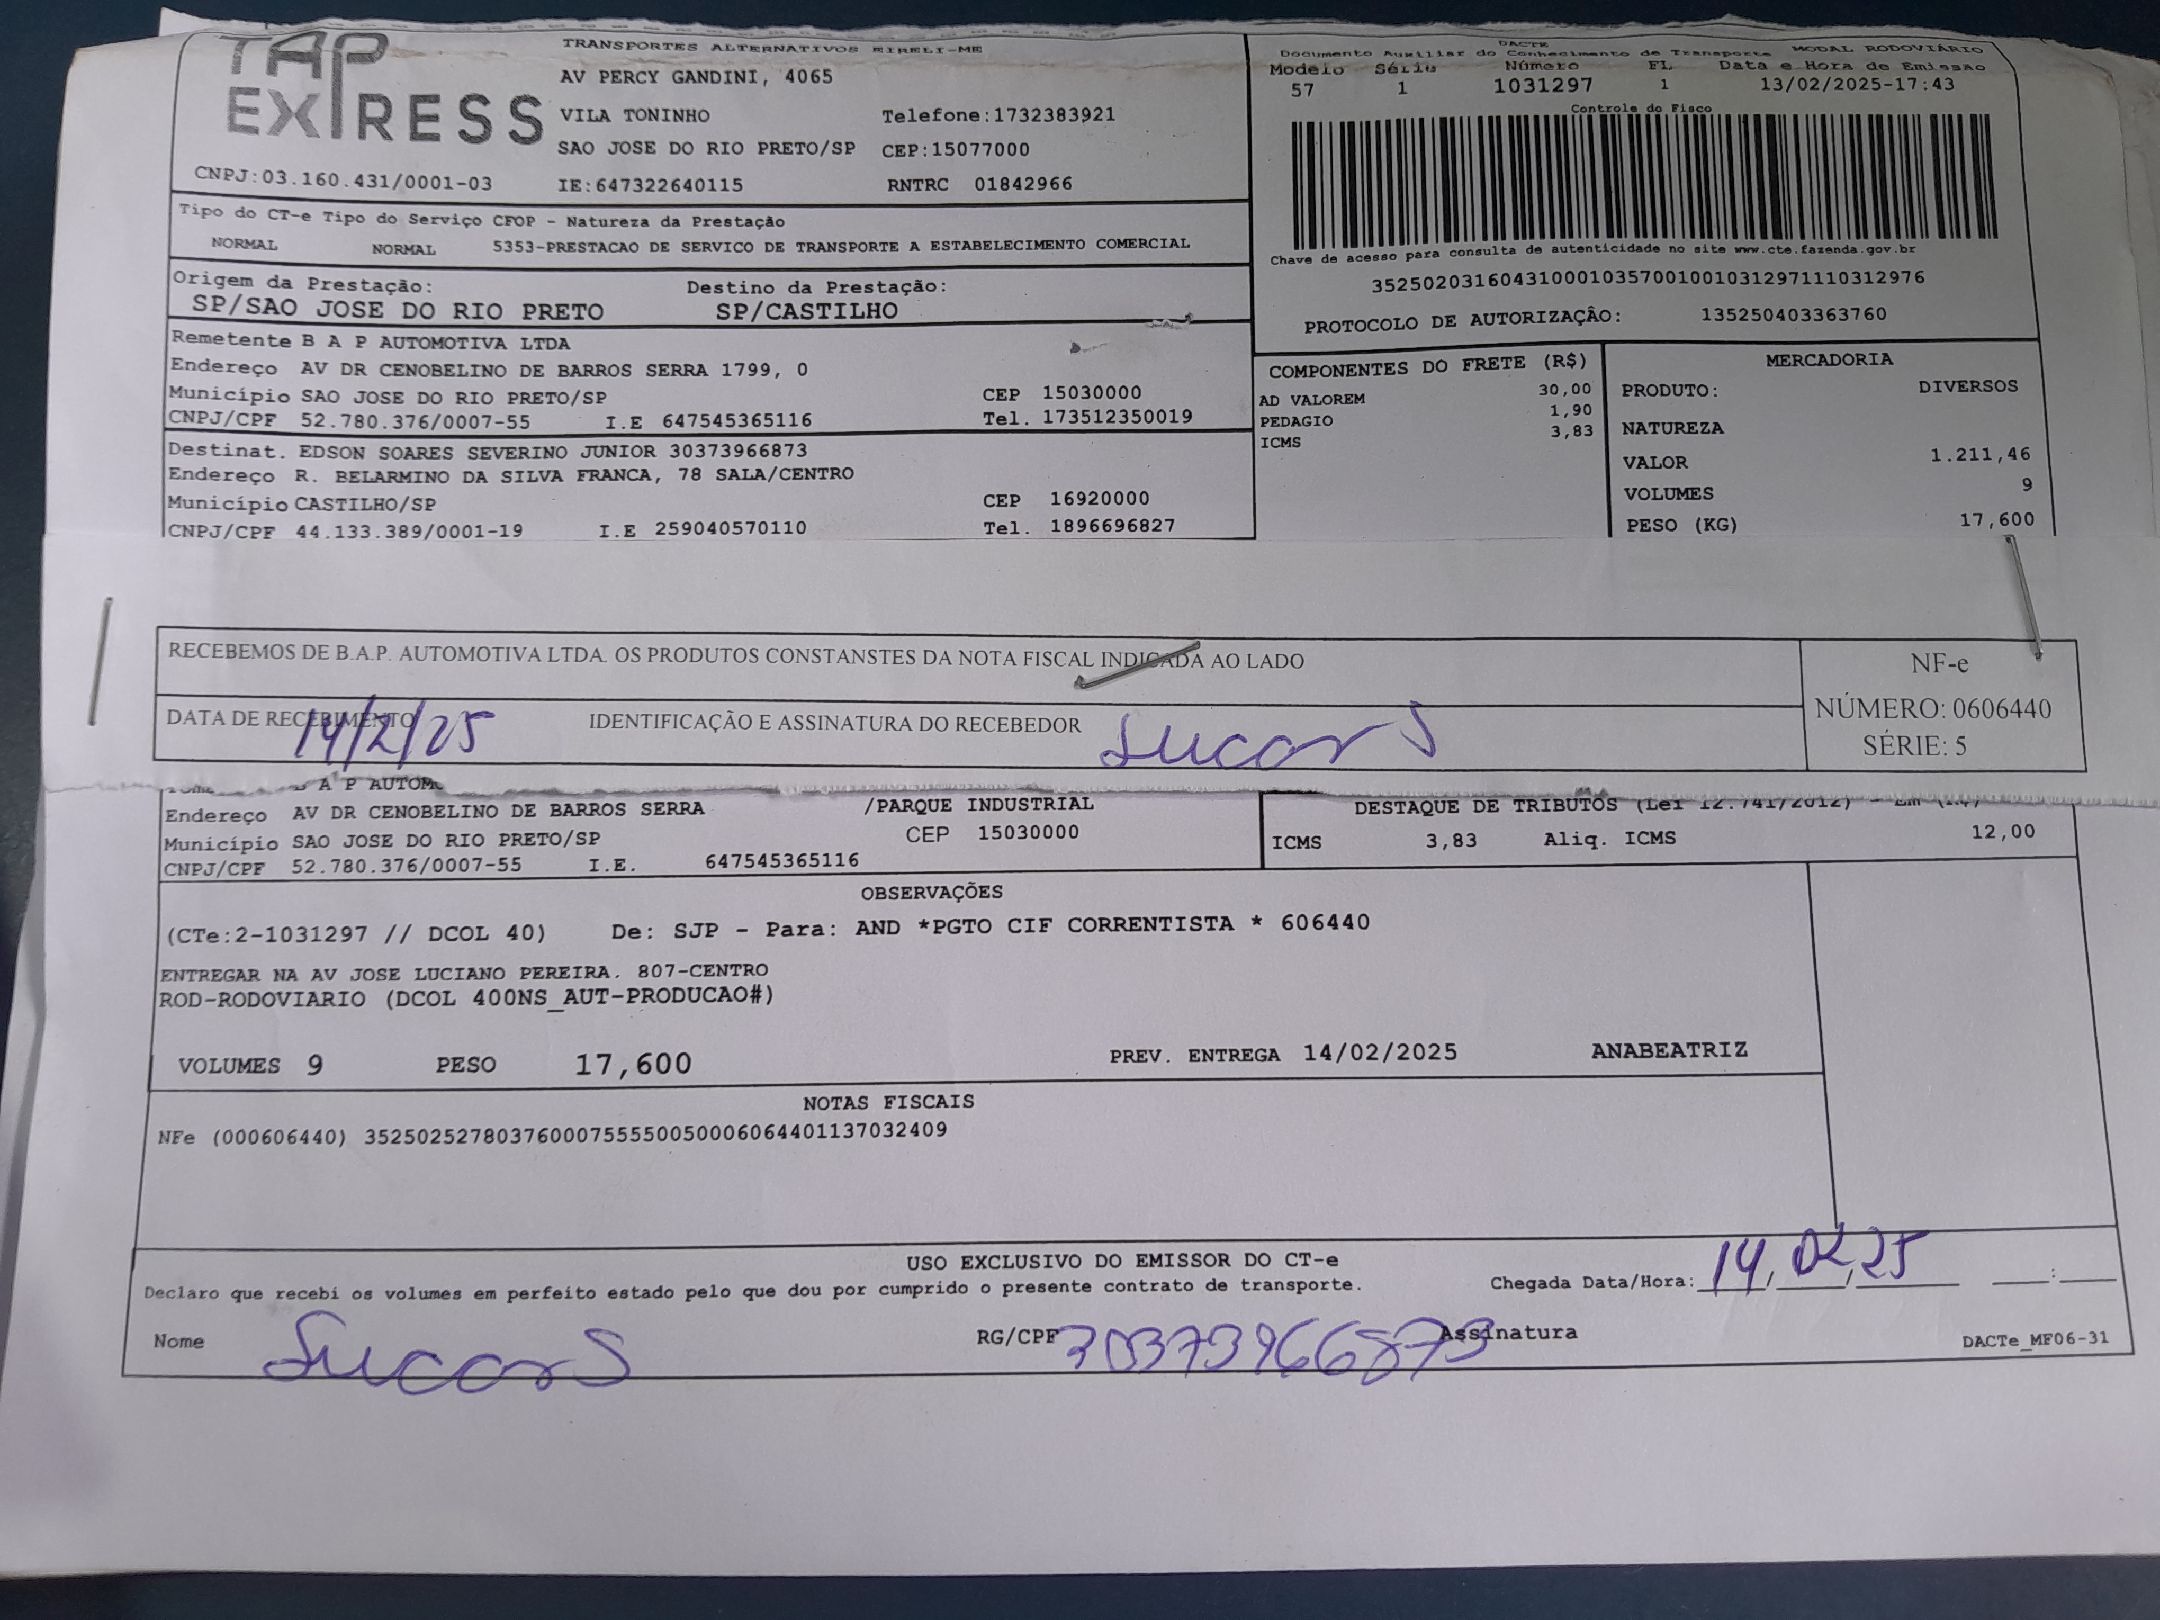 TAP
EXPRESS
TRANSPORTES ALTERNATIVOS EIRELI-ME
AV PERCY GANDINI, 4065
VILA TONINHO Telefone:1732383921
SAO JOSE DO RIO PRETO/SP CEP:15077000
CNPJ:03.160.431/0001-03 IE:647322640115 RNTRC 01842966
DACTE
Documento Auxiliar do Conhecimento de Transporte MODAL RODOVIÁRIO
Modelo Série Número FL Data e Hora de Emissão
57 1 1031297 1 13/02/2025-17:43
Controle do Fisco
Chave de acesso para consulta de autenticidade no site www.cte.fazenda.gov.br
35250203160431000103570010010312971110312976
PROTOCOLO DE AUTORIZAÇÃO: 135250403363760
Tipo do CT-e Tipo do Serviço CFOP - Natureza da Prestação
NORMAL NORMAL 5353-PRESTACAO DE SERVICO DE TRANSPORTE A ESTABELECIMENTO COMERCIAL
Origem da Prestação: Destino da Prestação:
SP/SAO JOSE DO RIO PRETO SP/CASTILHO
Remetente B A P AUTOMOTIVA LTDA
Endereço AV DR CENOBELINO DE BARROS SERRA 1799, 0
Município SAO JOSE DO RIO PRETO/SP CEP 15030000
CNPJ/CPF 52.780.376/0007-55 I.E 647545365116 Tel. 173512350019
Destinat. EDSON SOARES SEVERINO JUNIOR 30373966873
Endereço R. BELARMINO DA SILVA FRANCA, 78 SALA/CENTRO
Município CASTILHO/SP CEP 16920000
CNPJ/CPF 44.133.389/0001-19 I.E 259040570110 Tel. 1896696827
COMPONENTES DO FRETE (R$)
AD VALOREM 30,00
PEDAGIO 1,90
ICMS 3,83
MERCADORIA
PRODUTO: DIVERSOS
NATUREZA
VALOR 1.211,46
VOLUMES 9
PESO (KG) 17,600
RECEBEMOS DE B.A.P. AUTOMOTIVA LTDA. OS PRODUTOS CONSTANSTES DA NOTA FISCAL INDICADA AO LADO
DATA DE RECEBIMENTO 14/2/25 IDENTIFICAÇÃO E ASSINATURA DO RECEBEDOR
NF-e
NÚMERO: 0606440
SÉRIE: 5
A P AUTOM
Endereço AV DR CENOBELINO DE BARROS SERRA /PARQUE INDUSTRIAL
Município SAO JOSE DO RIO PRETO/SP CEP 15030000
CNPJ/CPF 52.780.376/0007-55 I.E. 647545365116
DESTAQUE DE TRIBUTOS (Lei 12.741/2012)
ICMS 3,83 Aliq. ICMS 12,00
OBSERVAÇÕES
(CTe:2-1031297 // DCOL 40) De: SJP - Para: AND *PGTO CIF CORRENTISTA * 606440
ENTREGAR NA AV JOSE LUCIANO PEREIRA. 807-CENTRO
ROD-RODOVIARIO (DCOL 400NS_AUT-PRODUCAO#)
VOLUMES 9 PESO 17,600 PREV. ENTREGA 14/02/2025 ANABEATRIZ
NOTAS FISCAIS
NFe (000606440) 35250252780376000755550050006064401137032409
USO EXCLUSIVO DO EMISSOR DO CT-e
Declaro que recebi os volumes em perfeito estado pelo que dou por cumprido o presente contrato de transporte. Chegada Data/Hora: 14/02/25 __:__
Nome RG/CPF 30373966873 Assinatura DACTe_MF06-31